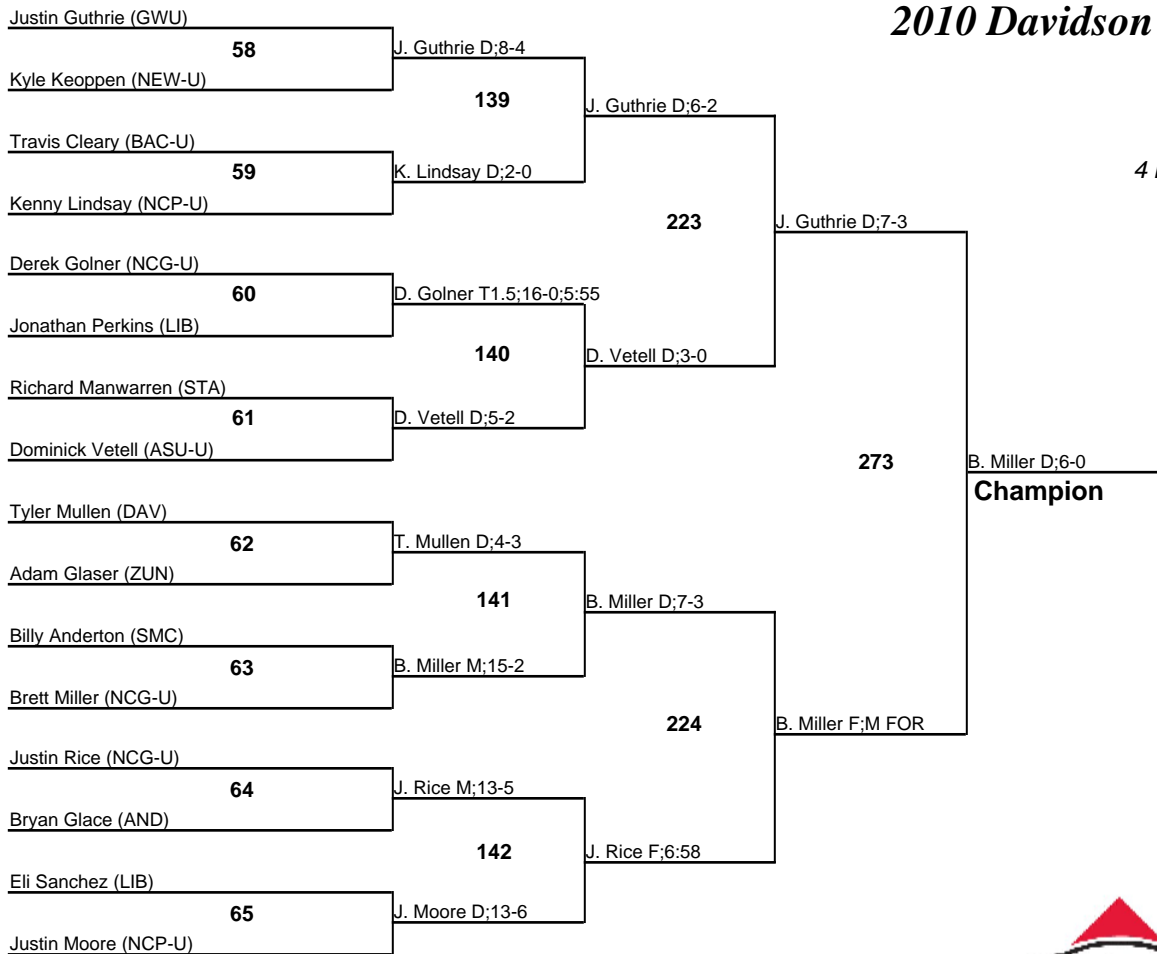 2010 Davidson
Justin Guthrie (GWU)
58
Kyle Keoppen (NEW-U)
Travis Cleary (BAC-U)
59
Kenny Lindsay (NCP-U)
Derek Golner (NCG-U)
60
Jonathan Perkins (LIB)
Richard Manwarren (STA)
61
Dominick Vetell (ASU-U)
Tyler Mullen (DAV)
62
Adam Glaser (ZUN)
Billy Anderton (SMC)
63
Brett Miller (NCG-U)
Justin Rice (NCG-U)
64
Bryan Glace (AND)
Eli Sanchez (LIB)
65
Justin Moore (NCP-U)
J. Guthrie D;8-4
139
K. Lindsay D;2-0
D. Golner T1.5;16-0;5:55
140
D. Vetell D;5-2
T. Mullen D;4-3
141
B. Miller M;15-2
J. Rice M;13-5
142
J. Moore D;13-6
J. Guthrie D;6-2
223
D. Vetell D;3-0
B. Miller D;7-3
224
J. Rice F;6:58
J. Guthrie D;7-3
273
B. Miller F;M FOR
B. Miller D;6-0
Champion
4